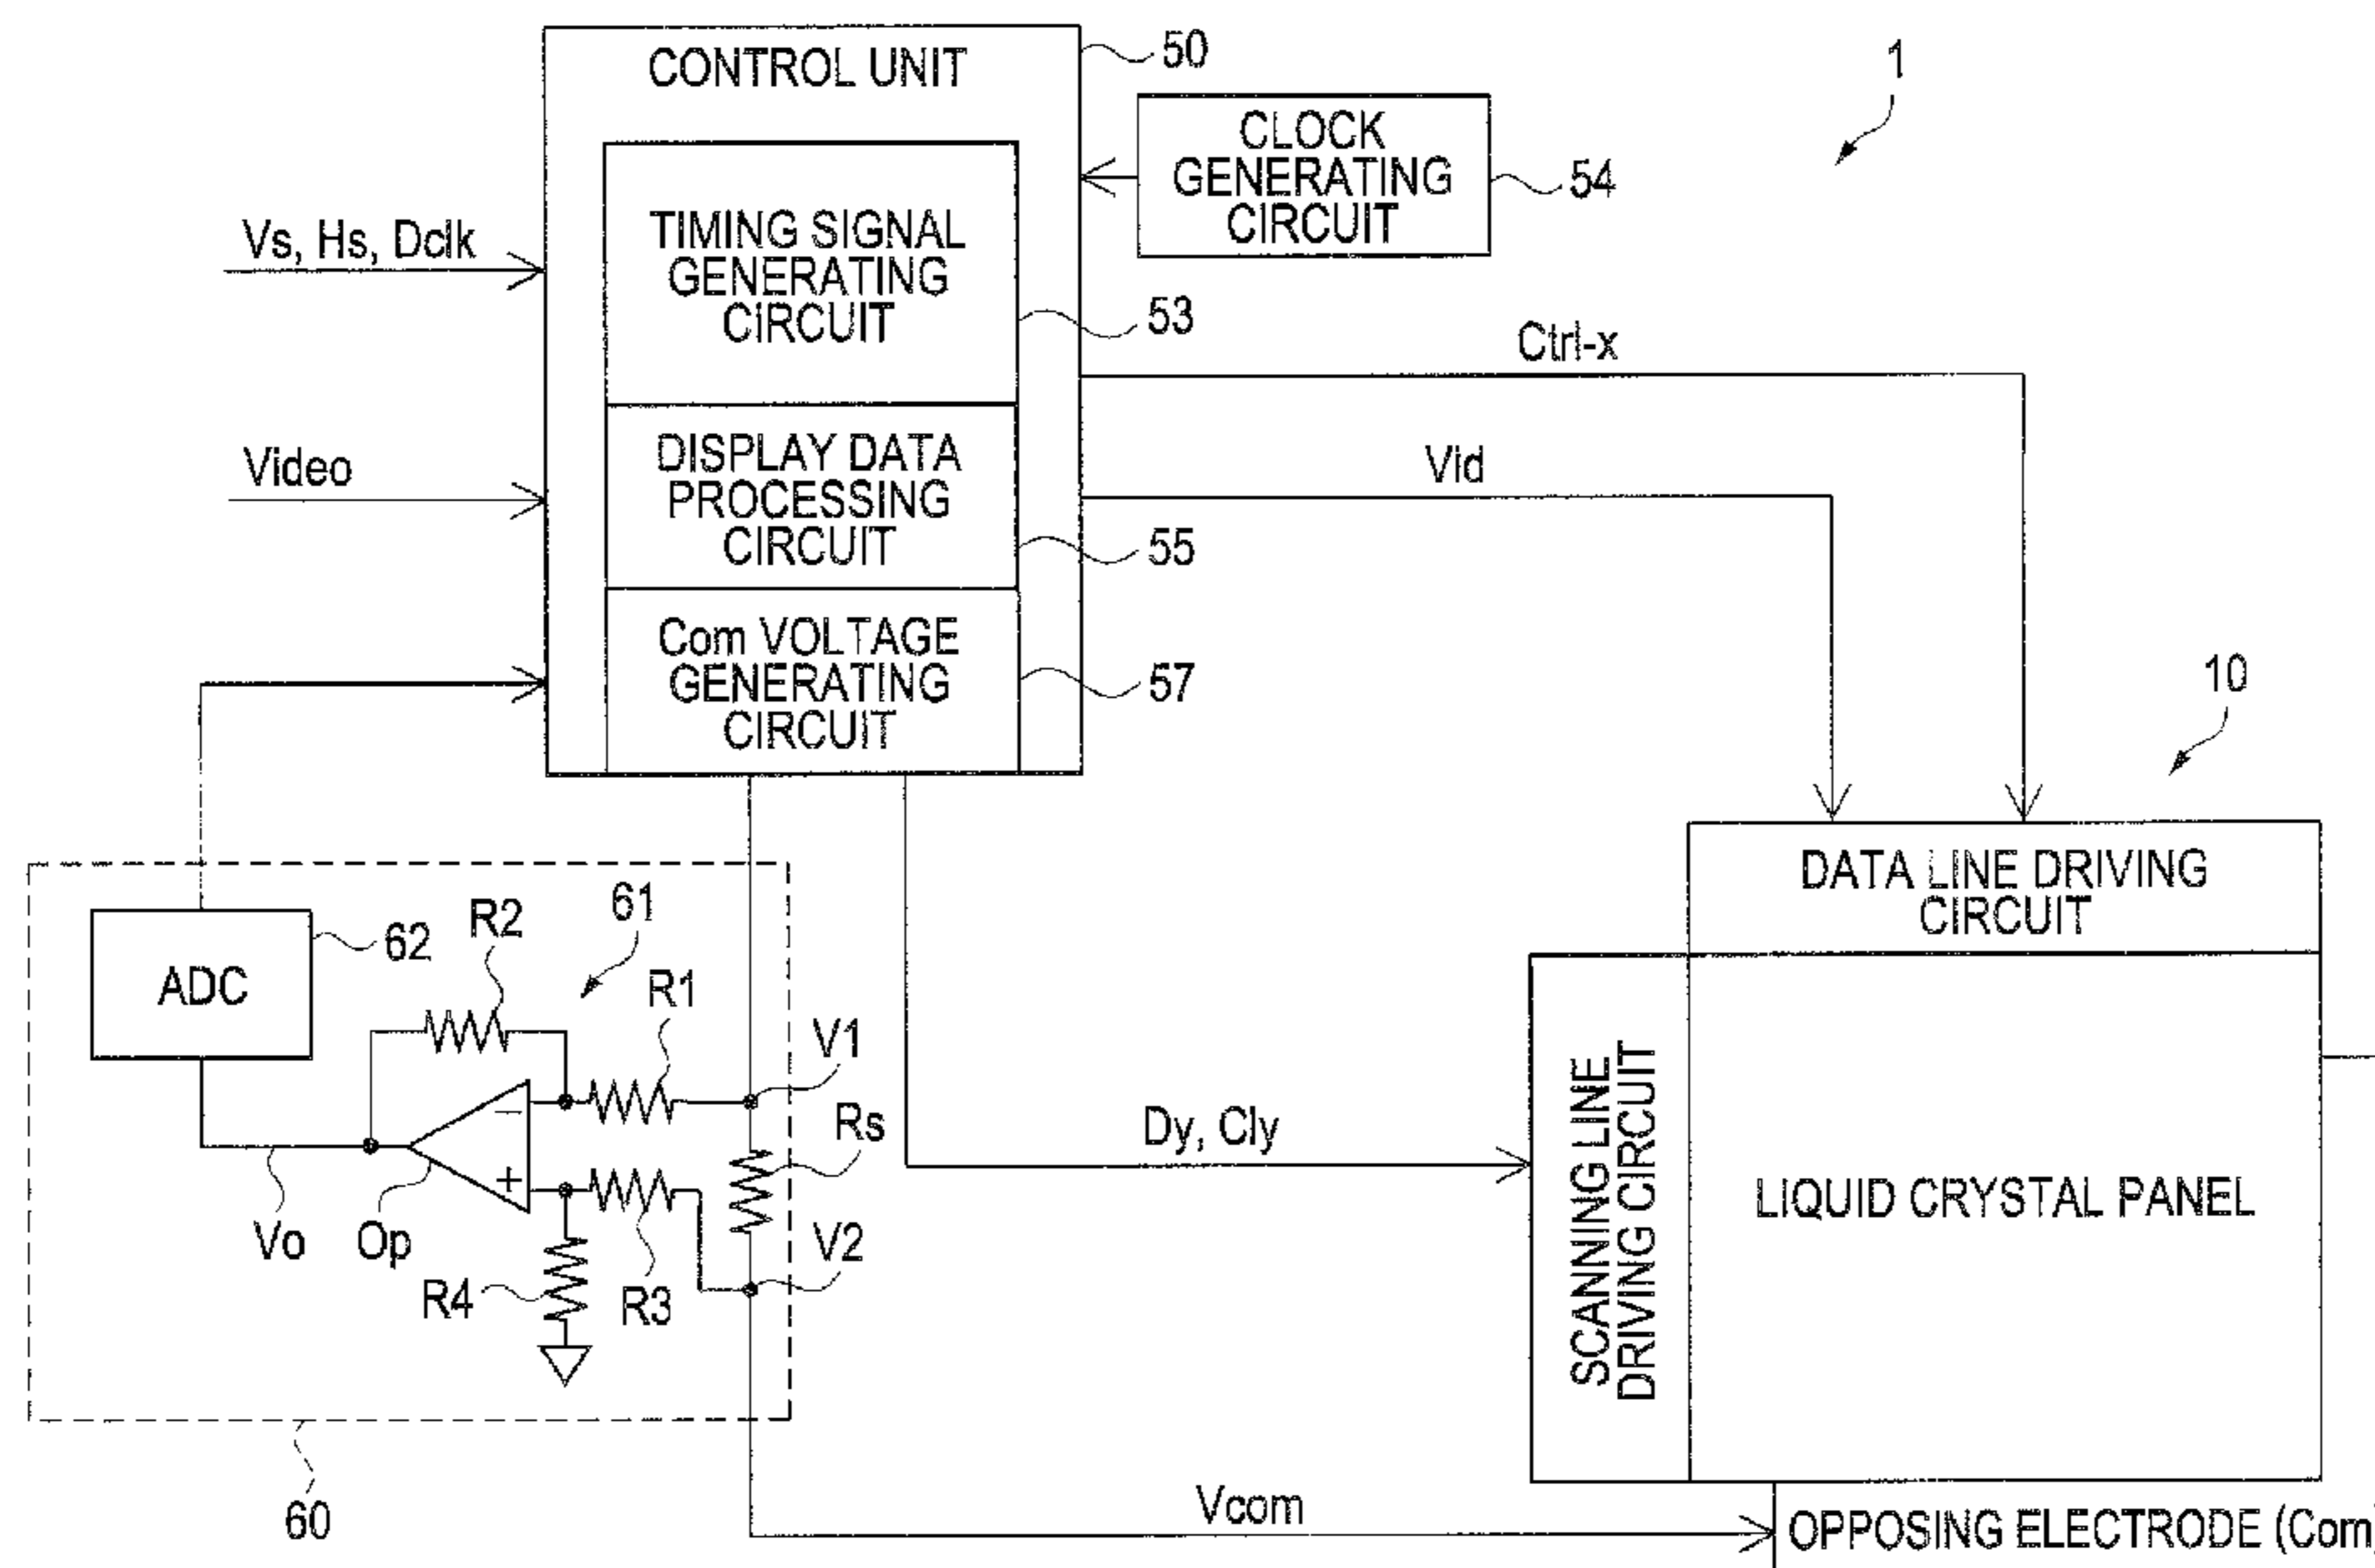 CONTROL UNIT
50
1
CLOCK
GENERATING
CIRCUIT
54
Vs, Hs, Dclk
TIMING SIGNAL
GENERATING
CIRCUIT
53
Ctrl-x
Video
DISPLAY DATA
PROCESSING
CIRCUIT
55
Vid
Com VOLTAGE
GENERATING
CIRCUIT
57
10
DATA LINE DRIVING
CIRCUIT
ADC
62
R2
61
R1
V1
Rs
V2
Vo
Op
R4
R3
−
+
60
Dy, Cly
SCANNING LINE
DRIVING CIRCUIT
LIQUID CRYSTAL PANEL
Vcom
OPPOSING ELECTRODE (Com)